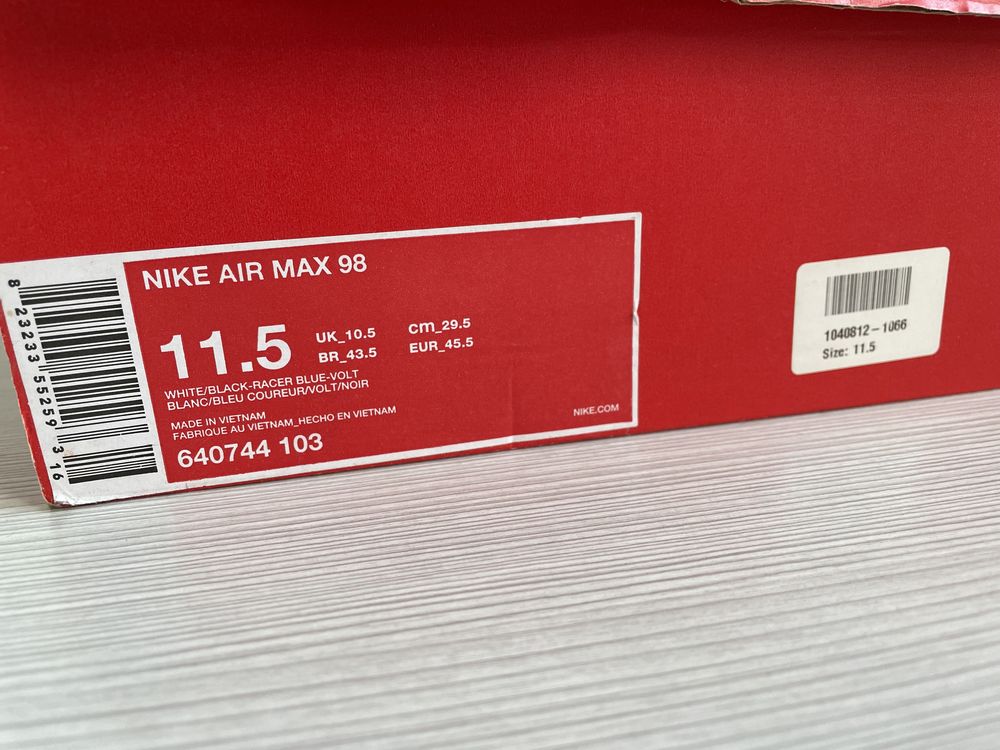 NIKE AIR MAX 98
11.5
UK_10.5 cm_29.5
BR_43.5 EUR_45.5
WHITE/BLACK-RACER BLUE-VOLT
BLANC/BLEU COUREUR/VOLT/NOIR
MADE IN VIETNAM
FABRIQUE AU VIETNAM_HECHO EN VIETNAM
640744 103
NIKE.COM
8 23233 55259 3 16
1040812-1066
Size: 11.5